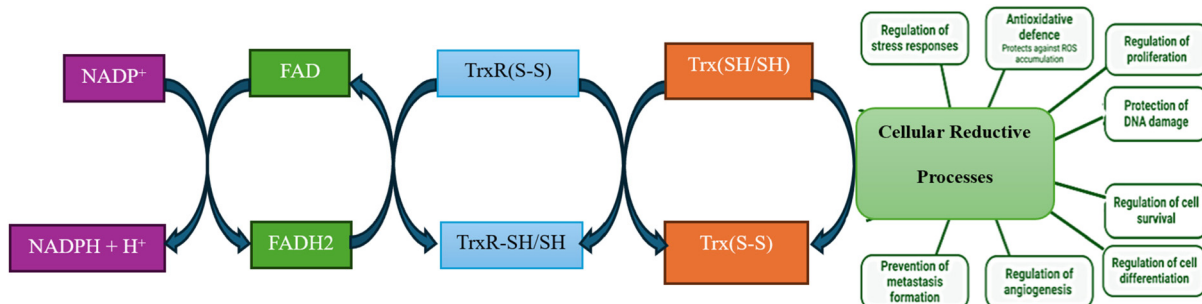 NADP⁺
FAD
TrxR(S-S)
Trx(SH/SH)
NADPH + H⁺
FADH2
TrxR-SH/SH
Trx(S-S)
Cellular Reductive
Processes
Regulation of
stress responses
Antioxidative
defence
Protects against ROS
accumulation
Regulation of
proliferation
Protection of
DNA damage
Regulation of cell
survival
Regulation of cell
differentiation
Regulation of
angiogenesis
Prevention of
metastasis
formation